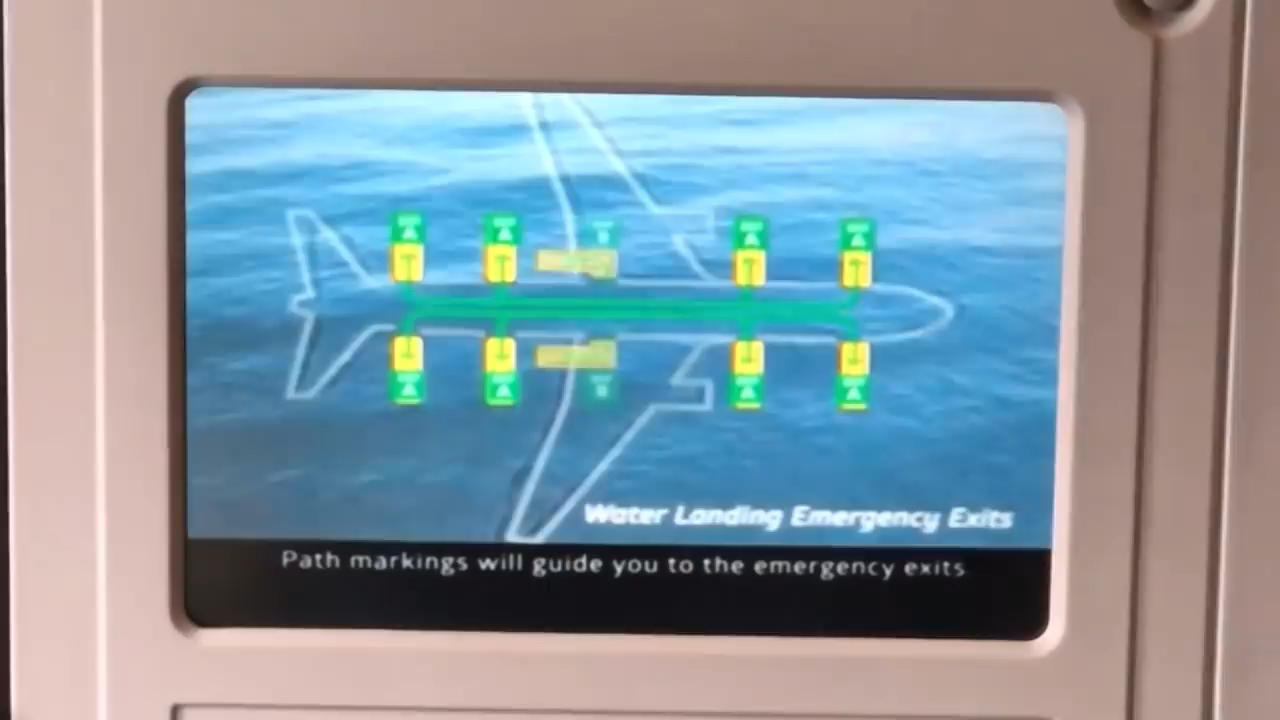 A A A A
A A A A
Water Landing Emergency Exits
Path markings will guide you to the emergency exits